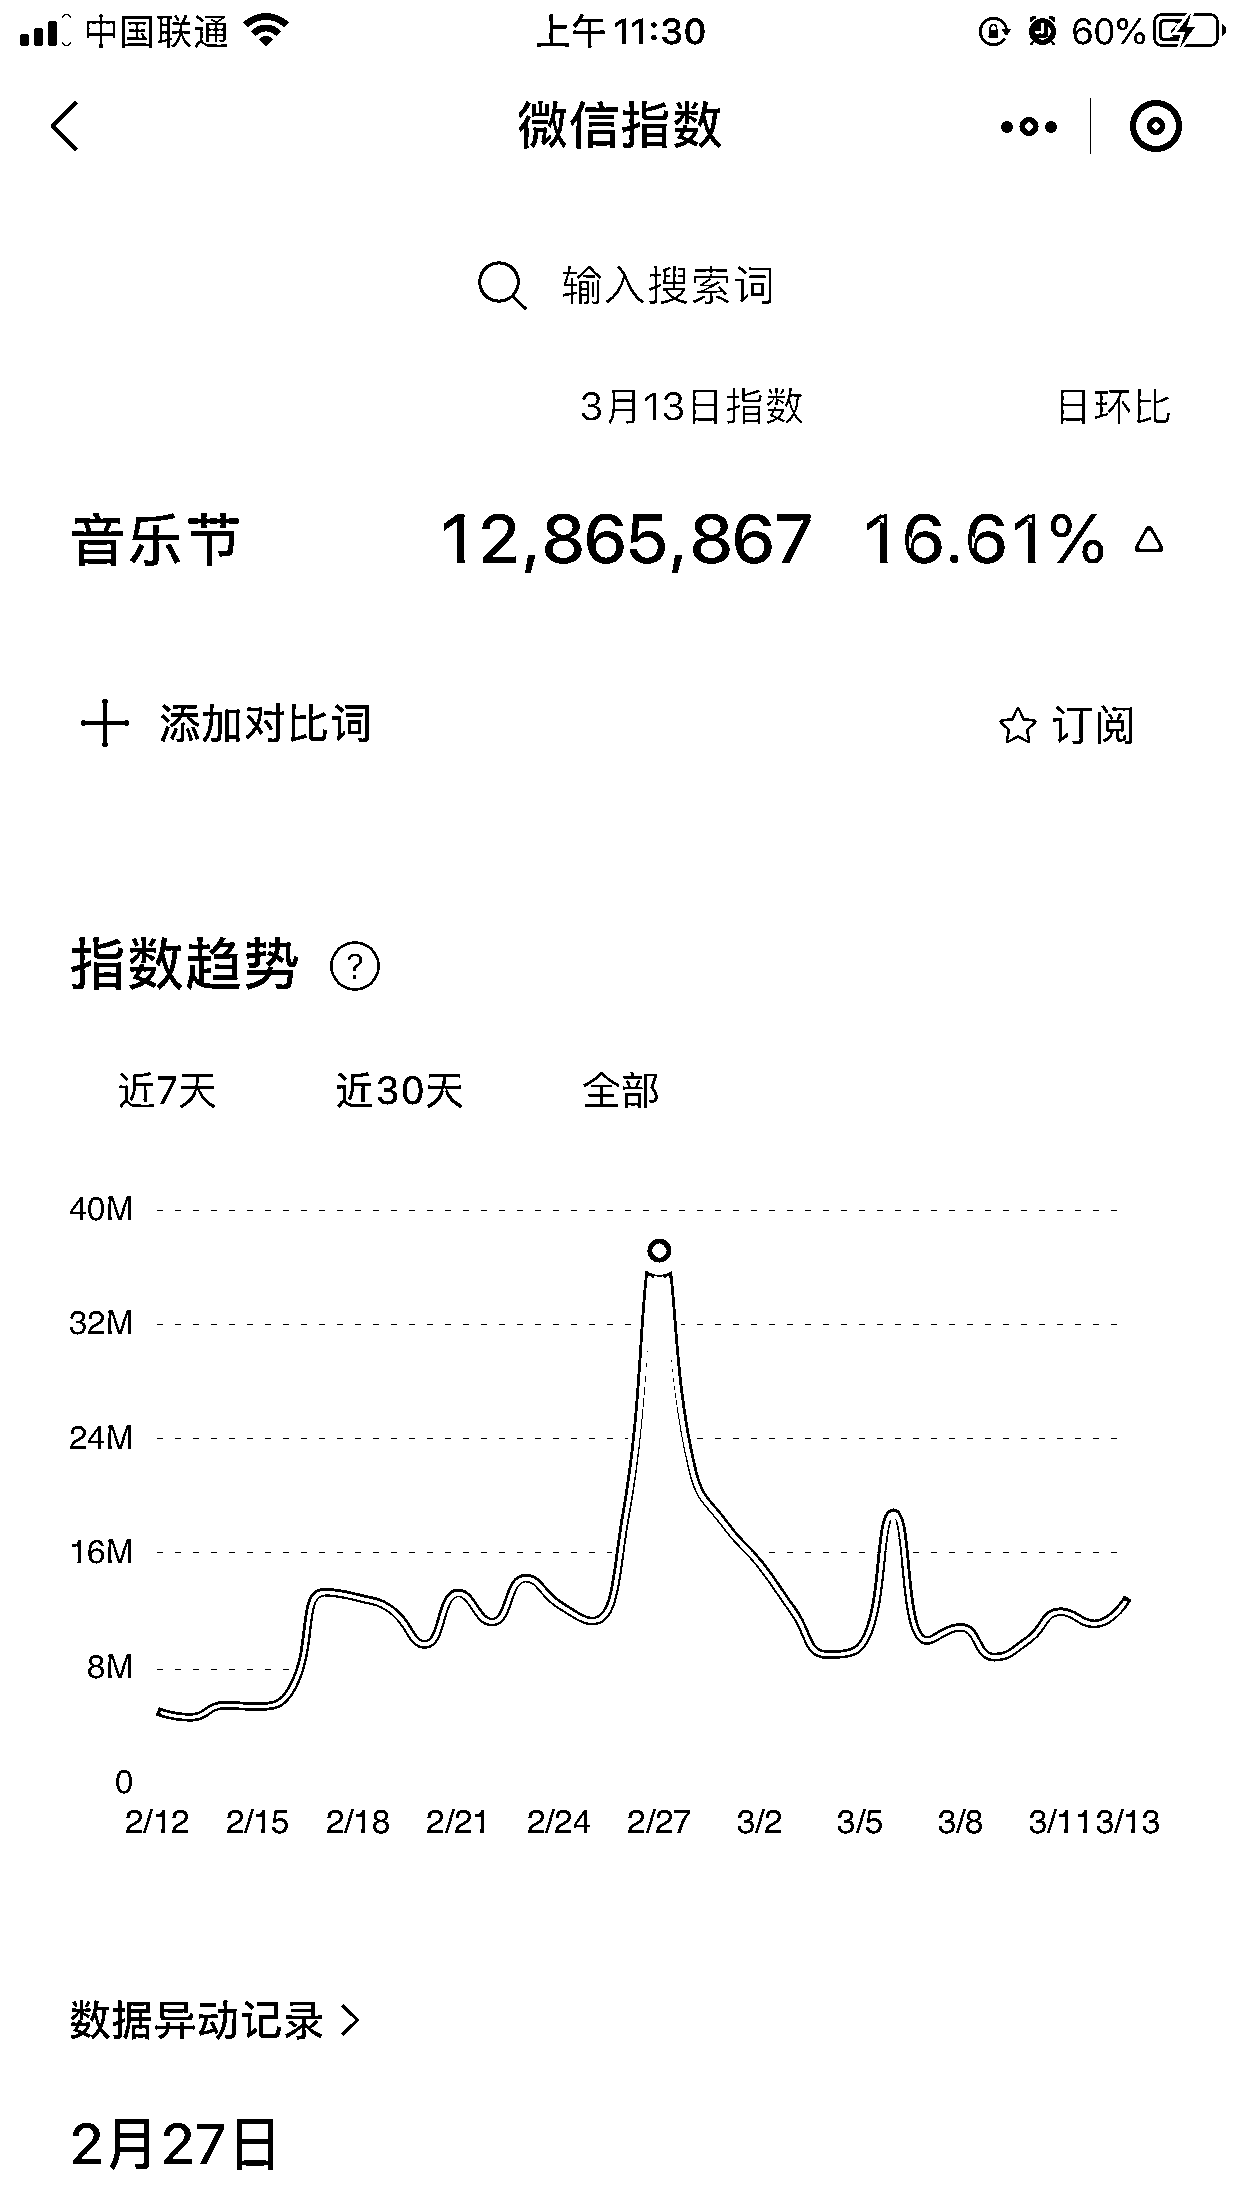 中国联通 上午11:30 60%
微信指数
输入搜索词
3月13日指数 日环比
音乐节 12,865,867 16.61%
添加对比词 订阅
指数趋势 ?
近7天 近30天 全部
40M
32M
24M
16M
8M
0
2/12 2/15 2/18 2/21 2/24 2/27 3/2 3/5 3/8 3/11 3/13
数据异动记录
2月27日